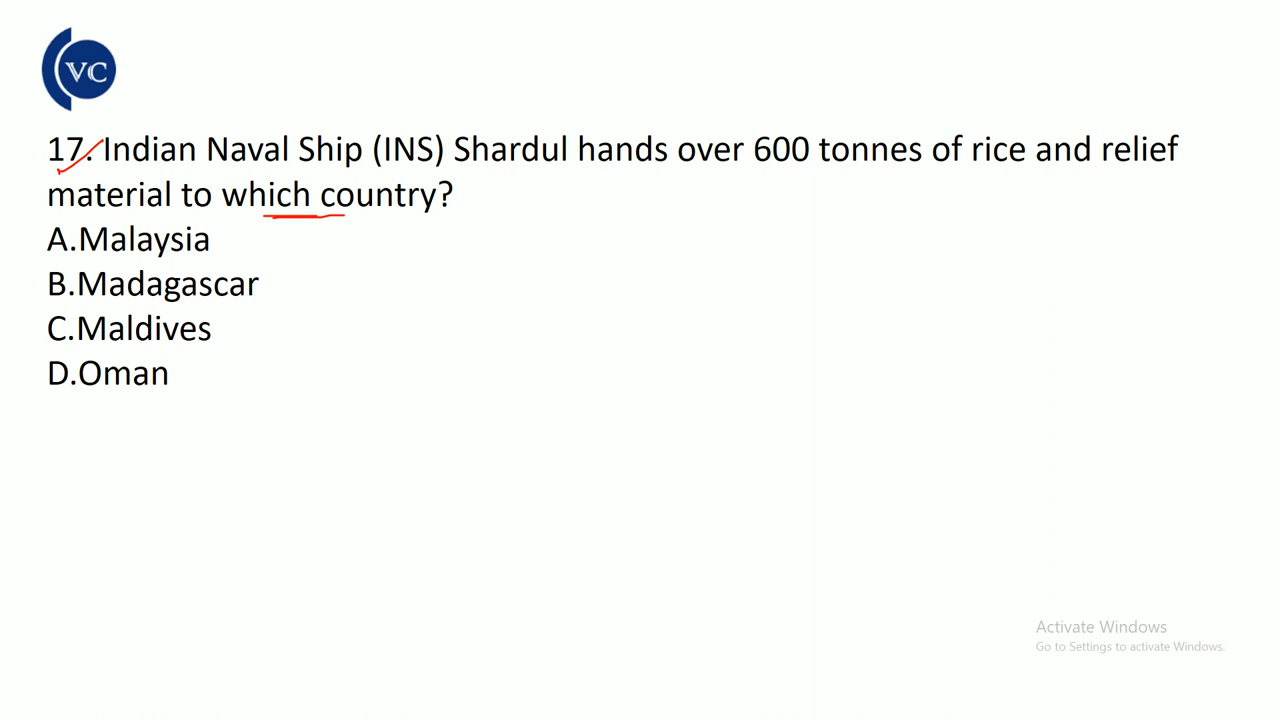 VC
17. Indian Naval Ship (INS) Shardul hands over 600 tonnes of rice and relief
material to which country?
A.Malaysia
B.Madagascar
C.Maldives
D.Oman
Activate Windows
Go to Settings to activate Windows.